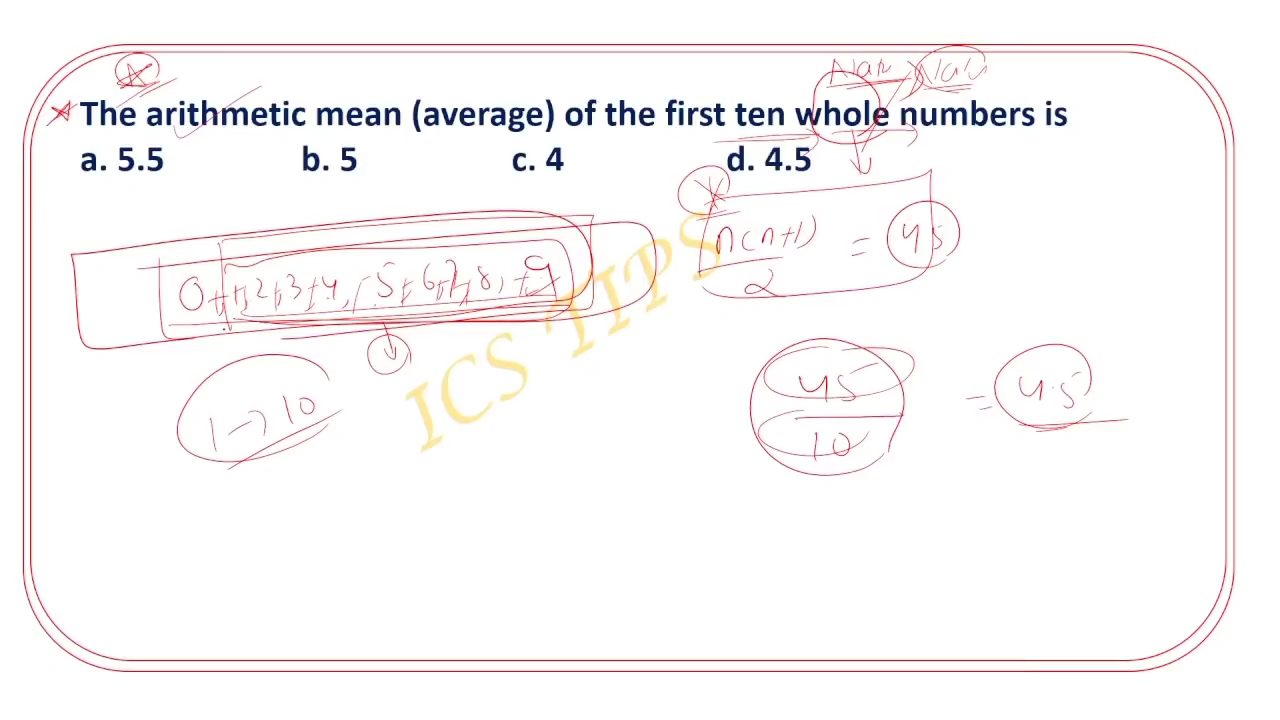 The arithmetic mean (average) of the first ten whole numbers is
a. 5.5 b. 5 c. 4 d. 4.5
n(n+1)
2
= 45
0+1+2+3+4+5+6+7+8+9
1→10
45
10
= 4.5
ICS TIPS